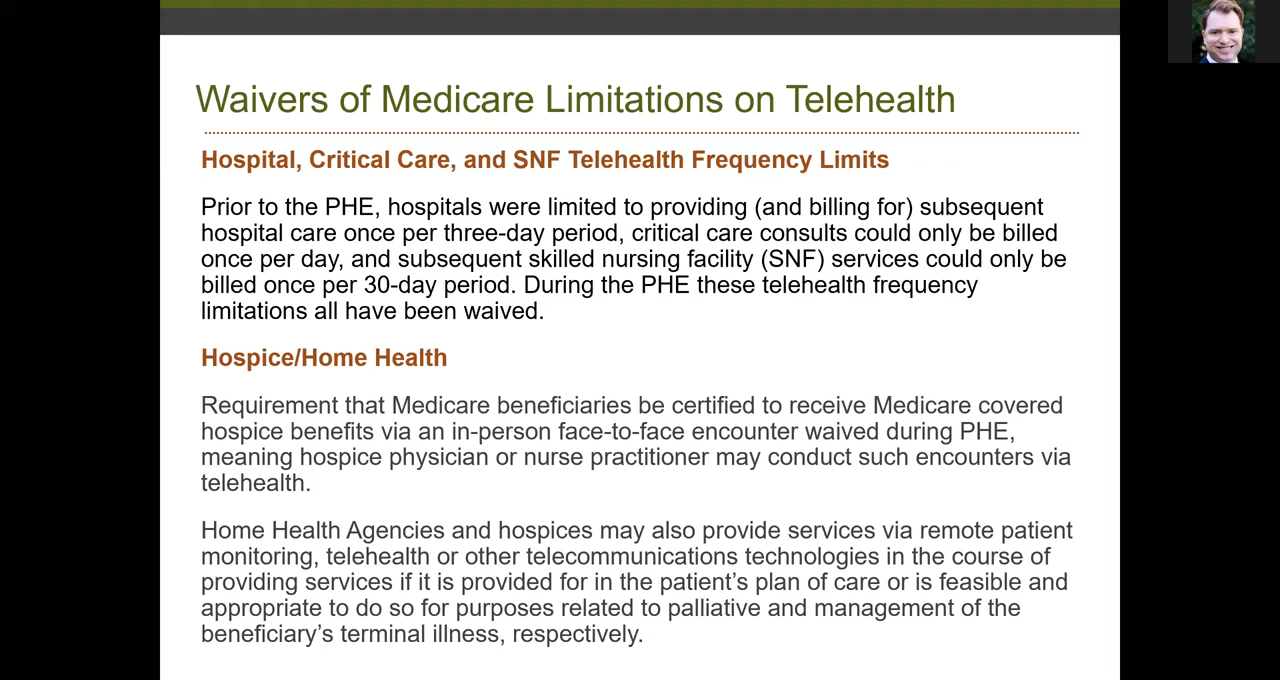 Waivers of Medicare Limitations on Telehealth
Hospital, Critical Care, and SNF Telehealth Frequency Limits
Prior to the PHE, hospitals were limited to providing (and billing for) subsequent
hospital care once per three-day period, critical care consults could only be billed
once per day, and subsequent skilled nursing facility (SNF) services could only be
billed once per 30-day period. During the PHE these telehealth frequency
limitations all have been waived.
Hospice/Home Health
Requirement that Medicare beneficiaries be certified to receive Medicare covered
hospice benefits via an in-person face-to-face encounter waived during PHE,
meaning hospice physician or nurse practitioner may conduct such encounters via
telehealth.
Home Health Agencies and hospices may also provide services via remote patient
monitoring, telehealth or other telecommunications technologies in the course of
providing services if it is provided for in the patient’s plan of care or is feasible and
appropriate to do so for purposes related to palliative and management of the
beneficiary’s terminal illness, respectively.